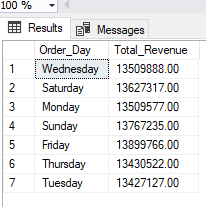 100 %
Results Messages
Order_Day Total_Revenue
1 Wednesday 13509888.00
2 Saturday 13627317.00
3 Monday 13509577.00
4 Sunday 13767235.00
5 Friday 13899766.00
6 Thursday 13430522.00
7 Tuesday 13427127.00